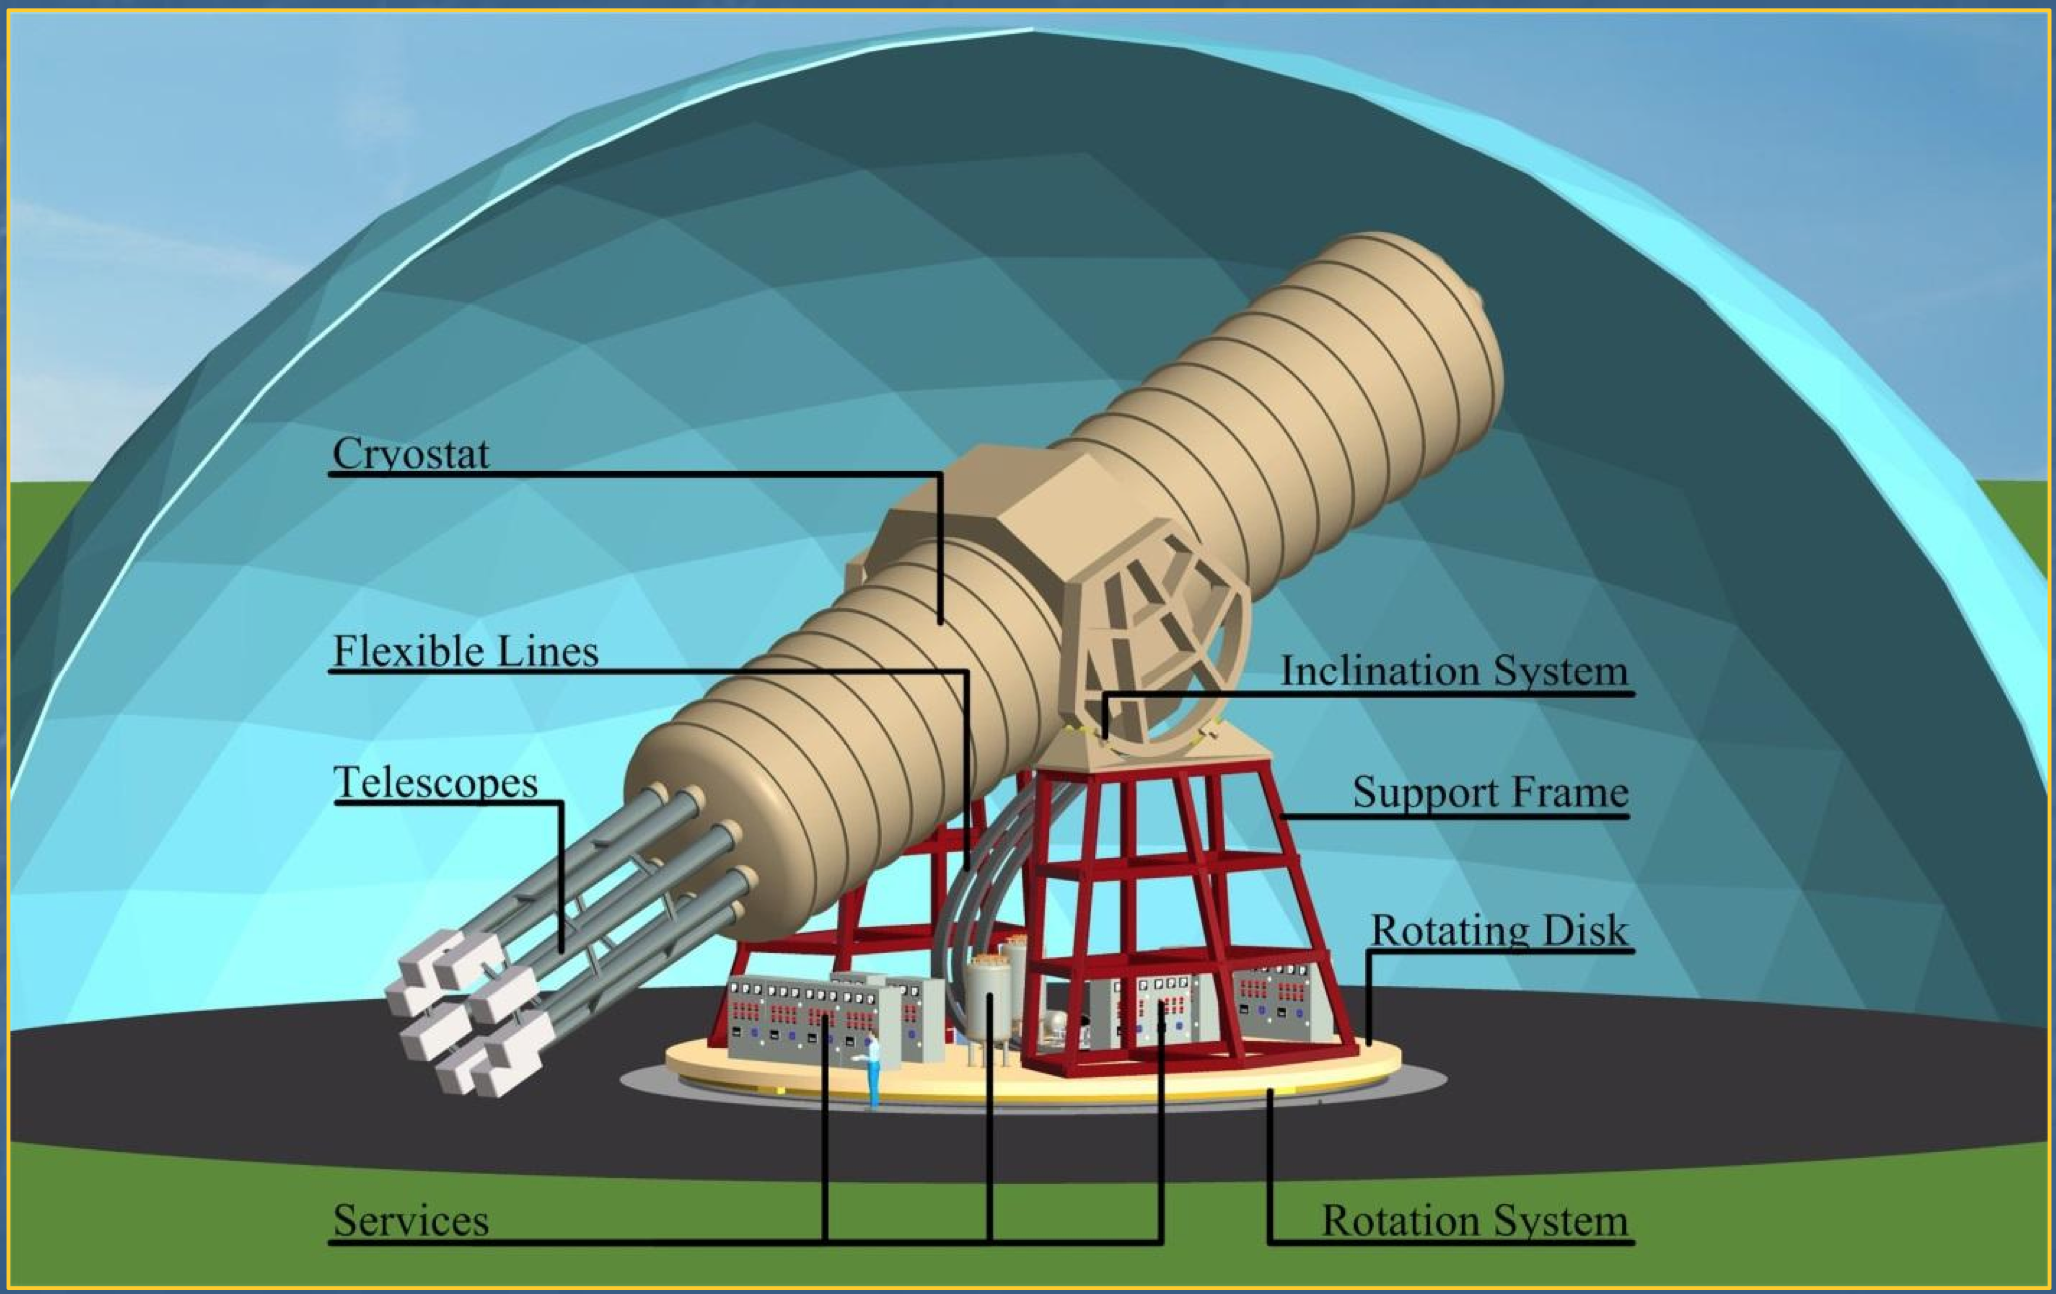 Cryostat
Flexible Lines
Inclination System
Telescopes
Support Frame
Rotating Disk
Services
Rotation System